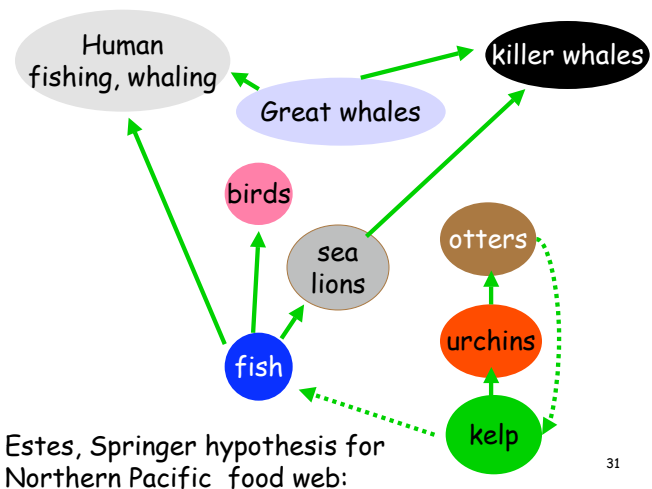 Human
fishing, whaling
killer whales
Great whales
birds
sea
lions
otters
urchins
fish
kelp
Estes, Springer hypothesis for
Northern Pacific food web:
31